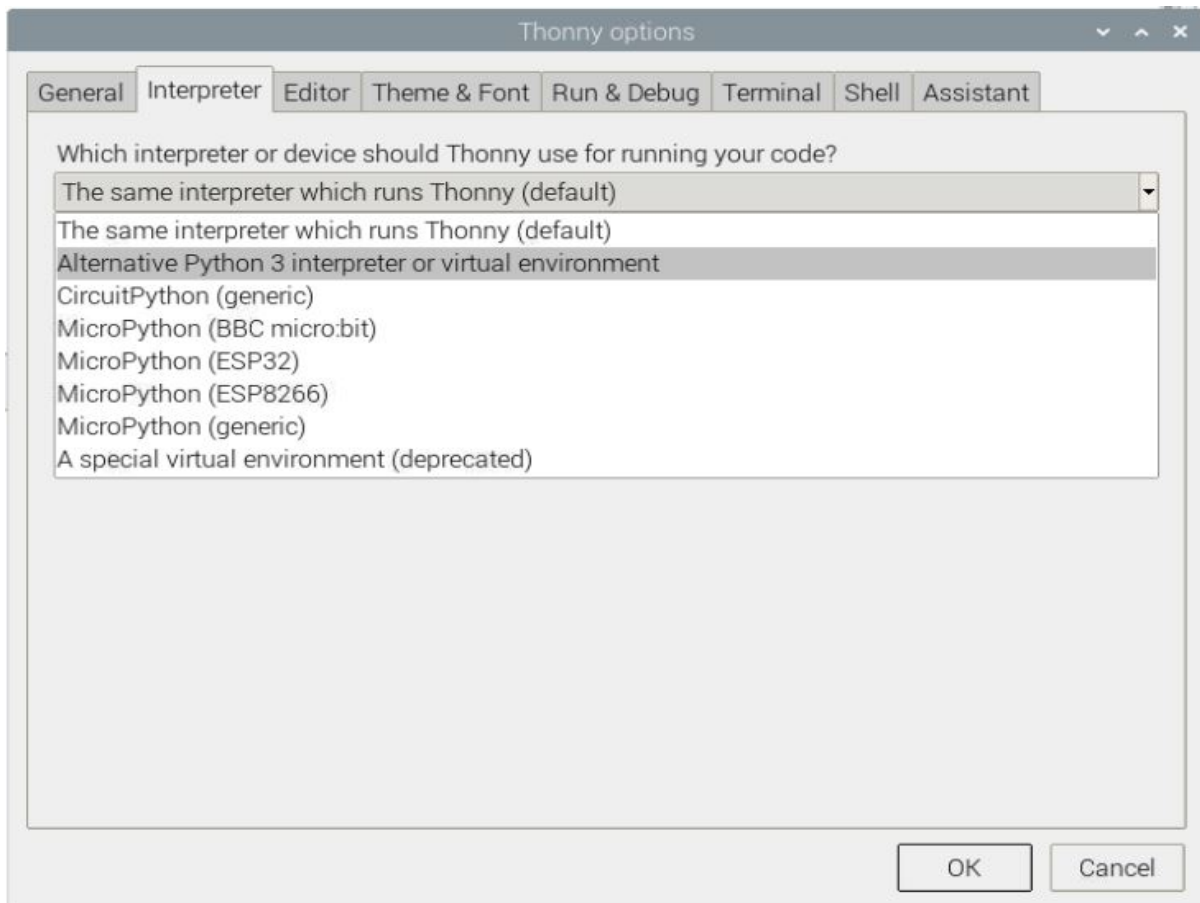 Thonny options
General Interpreter Editor Theme & Font Run & Debug Terminal Shell Assistant
Which interpreter or device should Thonny use for running your code?
The same interpreter which runs Thonny (default)
The same interpreter which runs Thonny (default)
Alternative Python 3 interpreter or virtual environment
CircuitPython (generic)
MicroPython (BBC micro:bit)
MicroPython (ESP32)
MicroPython (ESP8266)
MicroPython (generic)
A special virtual environment (deprecated)
OK Cancel